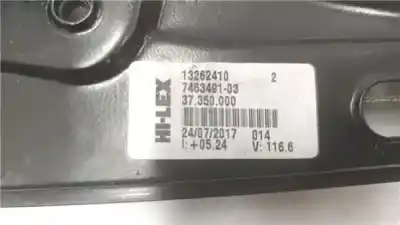 HI-LEX
13262410 2
7463491-03
37.350.000
24/07/2017 014
I: +05.24 V: 116.6